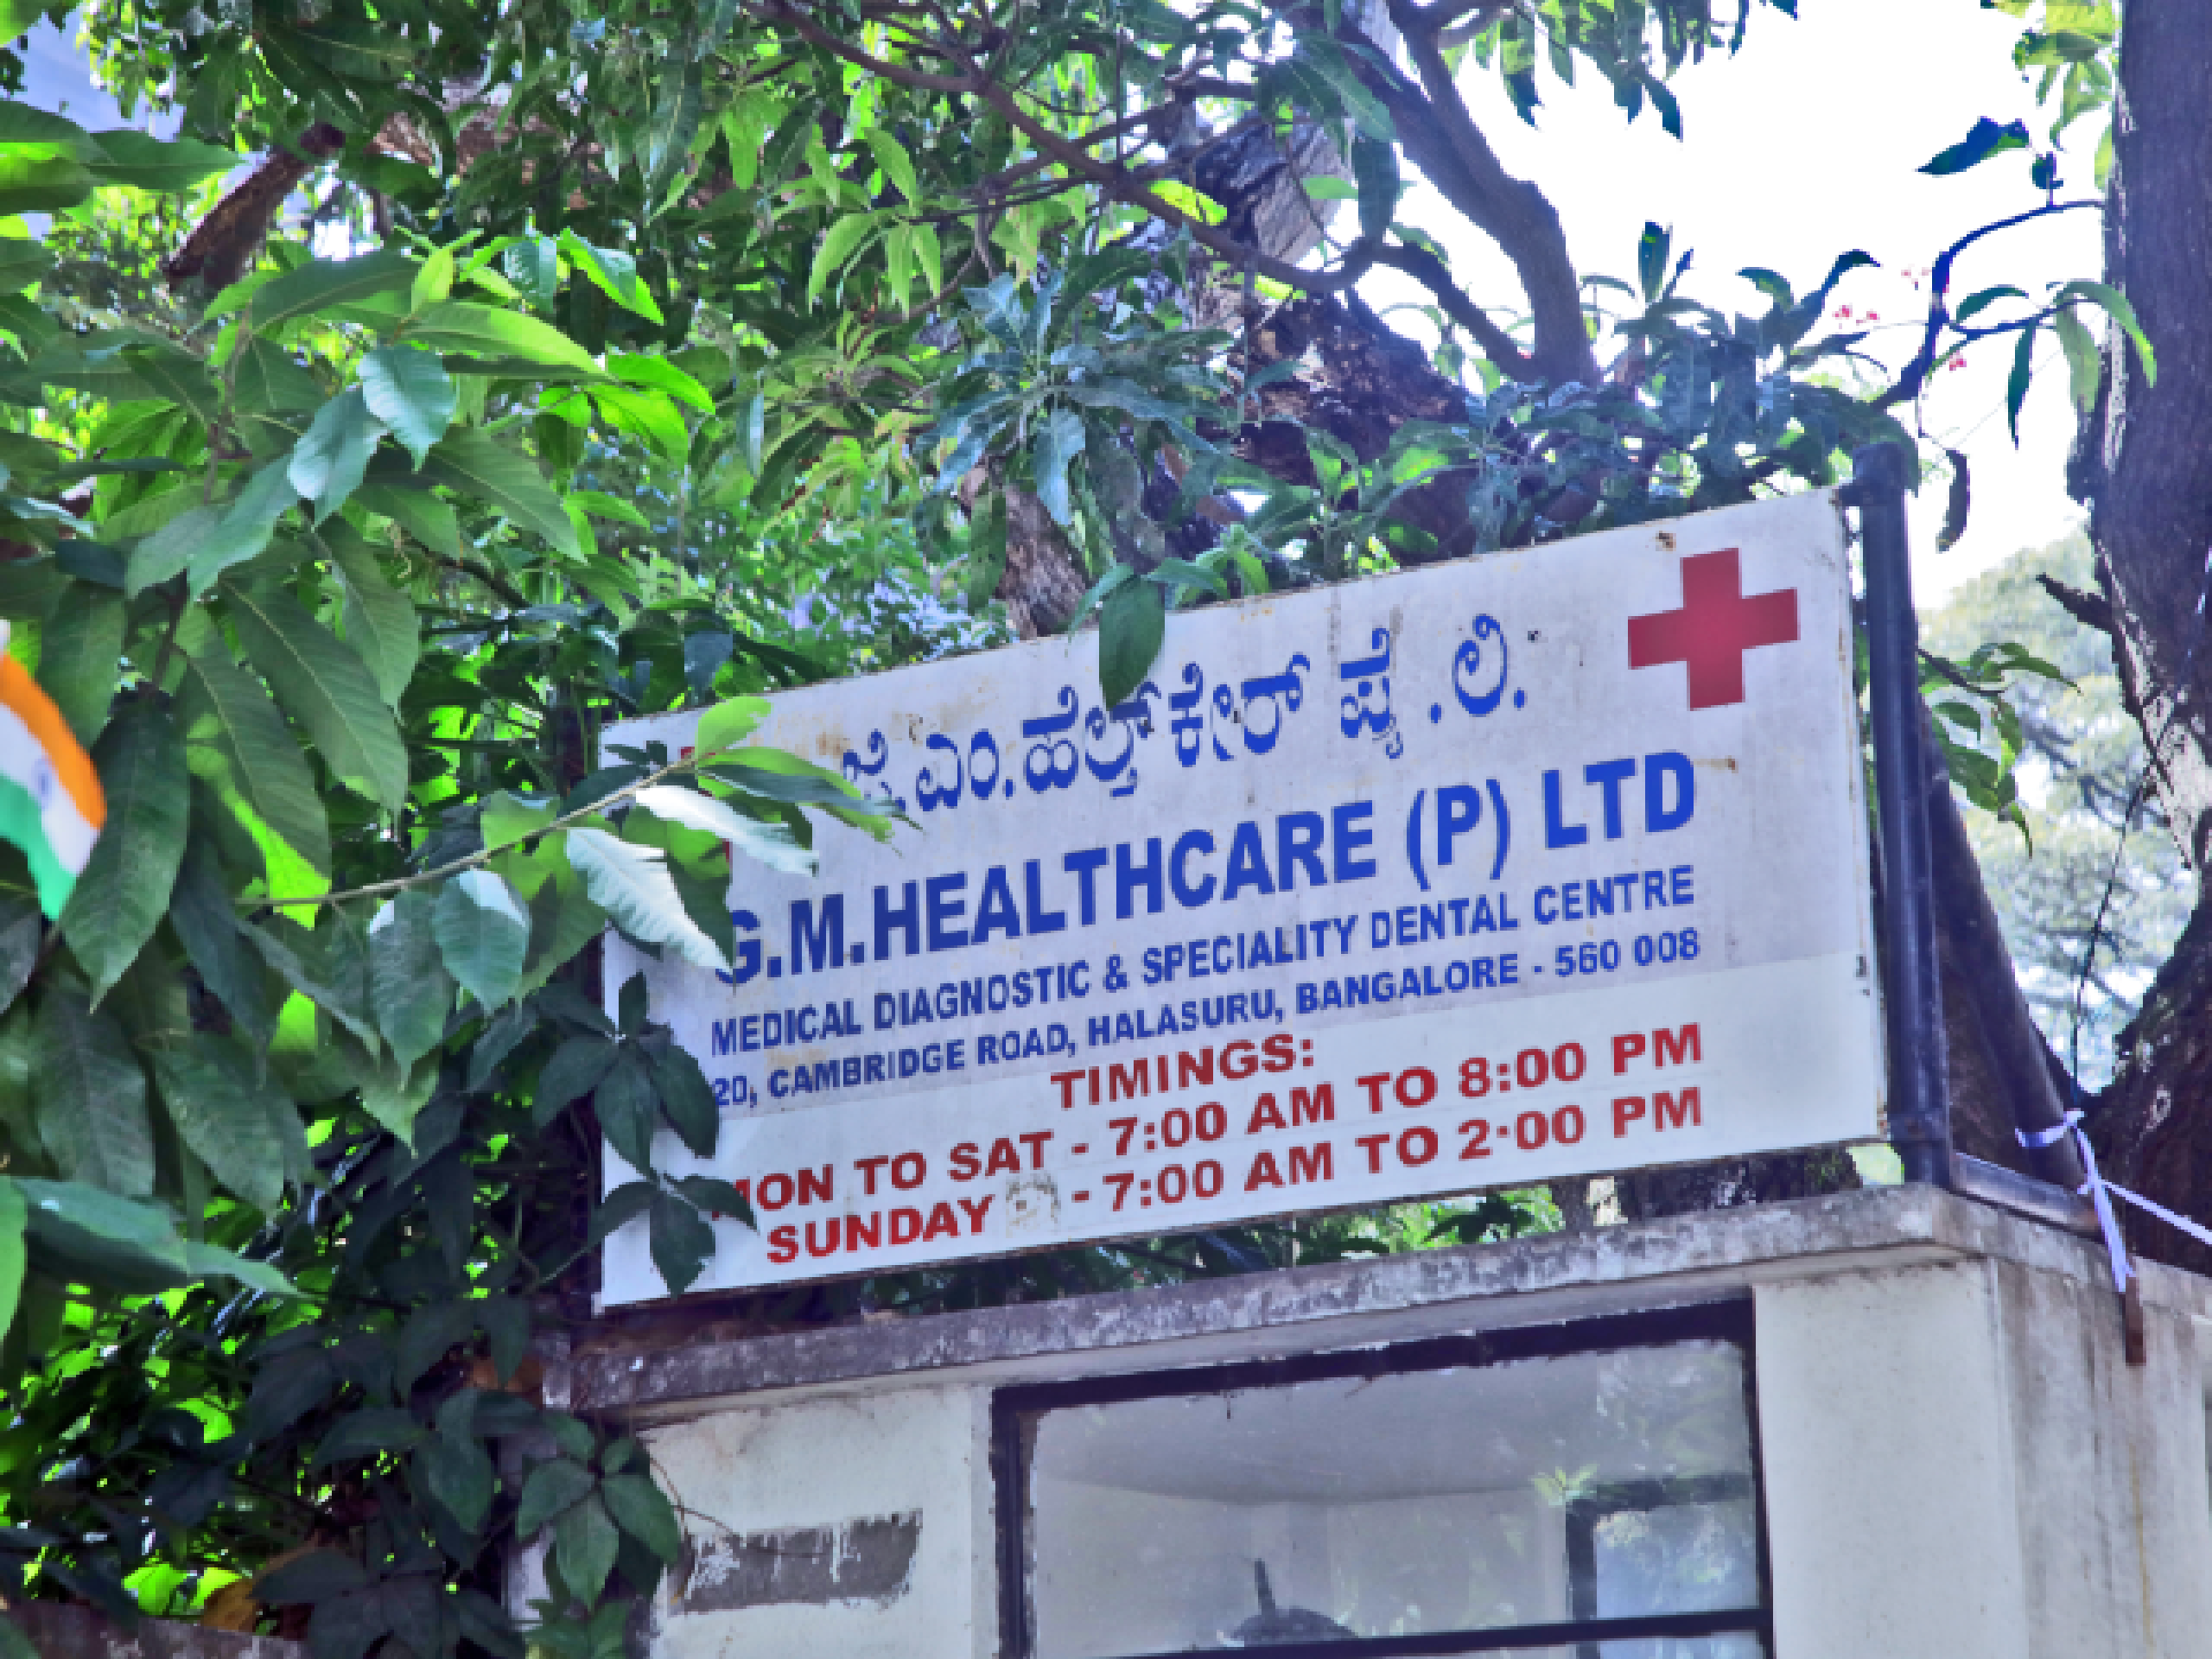 ಜಿ.ಎಂ.ಹೆಲ್ತ್‌ಕೇರ್ ಪ್ರೈ.ಲಿ.
G.M.HEALTHCARE (P) LTD
MEDICAL DIAGNOSTIC & SPECIALITY DENTAL CENTRE
20, CAMBRIDGE ROAD, HALASURU, BANGALORE - 560 008
TIMINGS:
MON TO SAT - 7:00 AM TO 8:00 PM
SUNDAY - 7:00 AM TO 2:00 PM